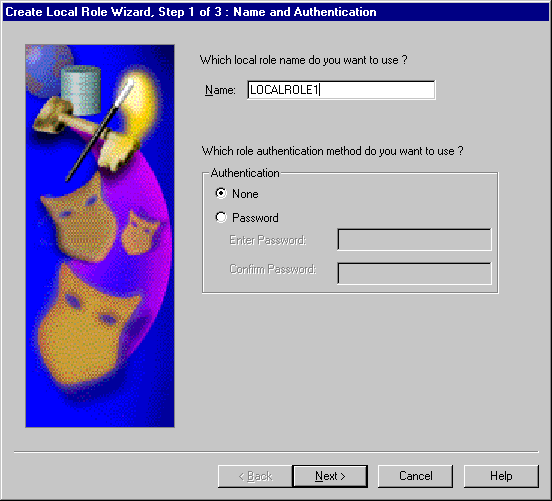 Create Local Role Wizard, Step 1 of 3 : Name and Authentication
Which local role name do you want to use ?
Name: LOCALROLE1
Which role authentication method do you want to use ?
Authentication
None
Password
Enter Password:
Confirm Password:
< Back Next > Cancel Help